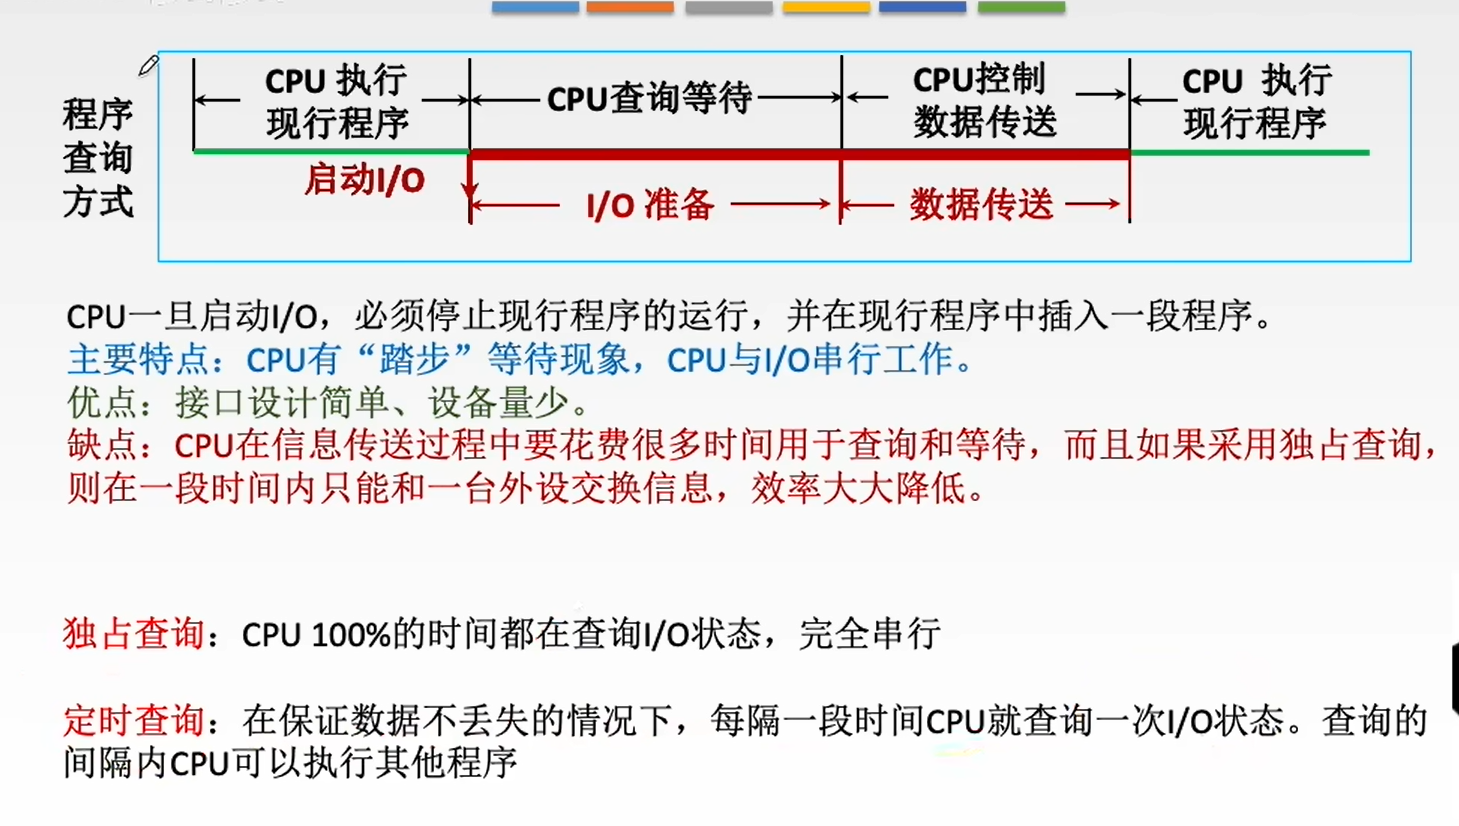 程序
查询
方式
CPU 执行
现行程序
CPU查询等待
CPU控制
数据传送
CPU 执行
现行程序
启动I/O
I/O 准备
数据传送
CPU一旦启动I/O，必须停止现行程序的运行，并在现行程序中插入一段程序。
主要特点：CPU有“踏步”等待现象，CPU与I/O串行工作。
优点：接口设计简单、设备量少。
缺点：CPU在信息传送过程中要花费很多时间用于查询和等待，而且如果采用独占查询，
则在一段时间内只能和一台外设交换信息，效率大大降低。
独占查询：CPU 100%的时间都在查询I/O状态，完全串行
定时查询：在保证数据不丢失的情况下，每隔一段时间CPU就查询一次I/O状态。查询的
间隔内CPU可以执行其他程序